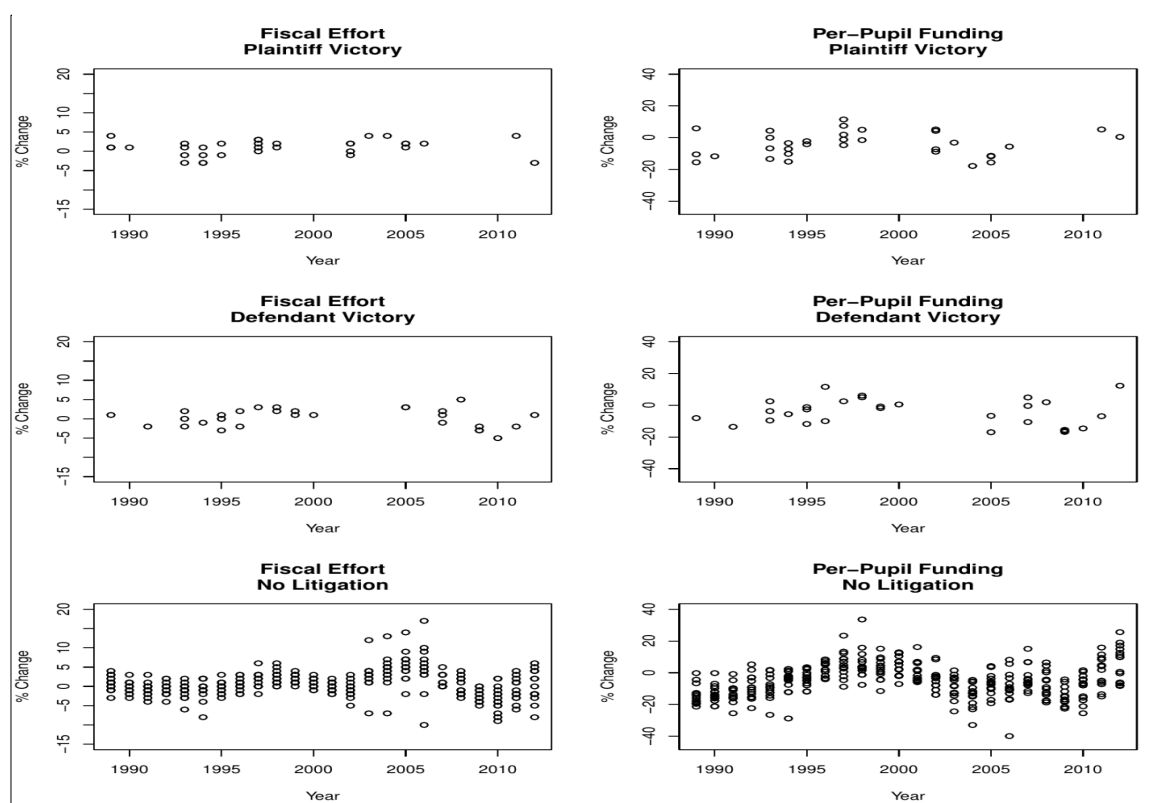 Fiscal Effort
Plaintiff Victory
% Change
20
10
5
0
-5
-15
1990
1995
2000
2005
2010
Year
Per-Pupil Funding
Plaintiff Victory
% Change
40
20
0
-20
-40
1990
1995
2000
2005
2010
Year
Fiscal Effort
Defendant Victory
% Change
20
10
5
0
-5
-15
1990
1995
2000
2005
2010
Year
Per-Pupil Funding
Defendant Victory
% Change
40
20
0
-20
-40
1990
1995
2000
2005
2010
Year
Fiscal Effort
No Litigation
% Change
20
10
5
0
-5
-15
1990
1995
2000
2005
2010
Year
Per-Pupil Funding
No Litigation
% Change
40
20
0
-20
-40
1990
1995
2000
2005
2010
Year